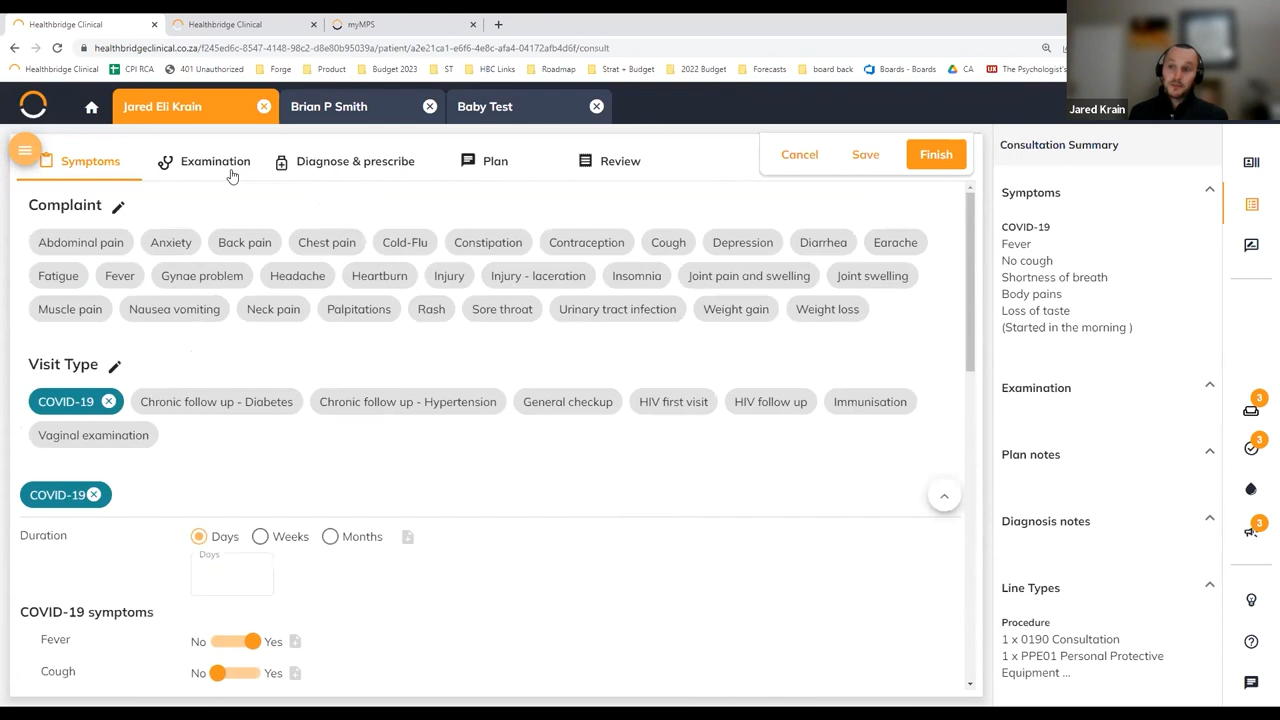 Healthbridge Clinical
Healthbridge Clinical
myMPS
healthbridgeclinical.co.za/f245ed6c-8547-4148-98c2-d8e80b95039a/patient/a2e21ca1-e6f6-4e8c-afa4-04172afb4d6f/consult
Healthbridge Clinical
CPI RCA
401 Unauthorized
Forge
Product
Budget 2023
ST
HBC Links
Roadmap
Strat + Budget
2022 Budget
Forecasts
board back
Boards - Boards
CA
UX The Psychologist's
Jared Krain
Jared Eli Krain
Brian P Smith
Baby Test
Symptoms
Examination
Diagnose & prescribe
Plan
Review
Cancel
Save
Finish
Complaint
Abdominal pain Anxiety Back pain Chest pain Cold-Flu Constipation Contraception Cough Depression Diarrhea Earache
Fatigue Fever Gynae problem Headache Heartburn Injury Injury - laceration Insomnia Joint pain and swelling Joint swelling
Muscle pain Nausea vomiting Neck pain Palpitations Rash Sore throat Urinary tract infection Weight gain Weight loss
Visit Type
COVID-19 Chronic follow up - Diabetes Chronic follow up - Hypertension General checkup HIV first visit HIV follow up Immunisation
Vaginal examination
COVID-19
Duration Days Weeks Months
Days
COVID-19 symptoms
Fever No Yes
Cough No Yes
Consultation Summary
Symptoms
COVID-19
Fever
No cough
Shortness of breath
Body pains
Loss of taste
(Started in the morning )
Examination
Plan notes
Diagnosis notes
Line Types
Procedure
1 x 0190 Consultation
1 x PPE01 Personal Protective
Equipment ...
3
3
3